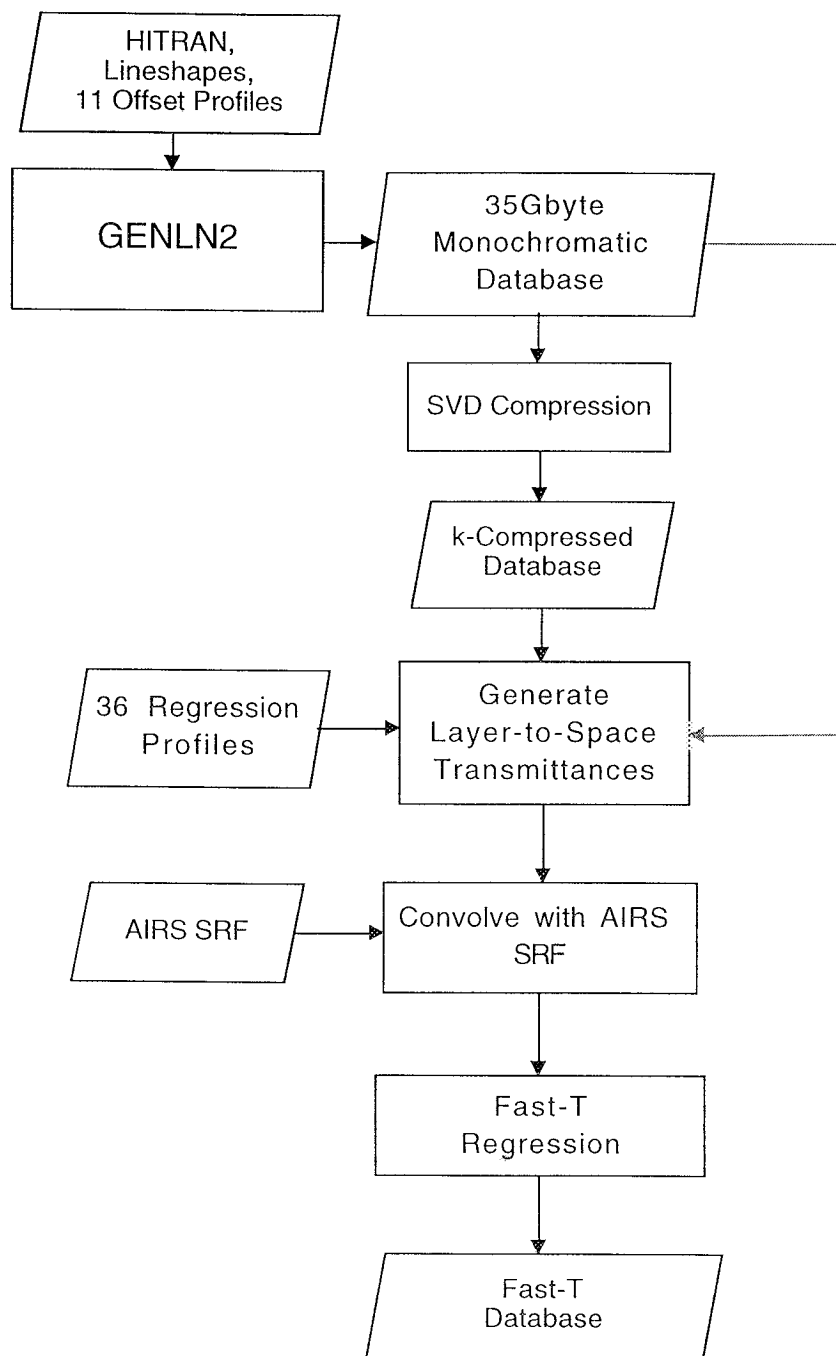 HITRAN,
Lineshapes,
11 Offset Profiles
GENLN2
35Gbyte
Monochromatic
Database
SVD Compression
k-Compressed
Database
36 Regression
Profiles
Generate
Layer-to-Space
Transmittances
AIRS SRF
Convolve with AIRS
SRF
Fast-T
Regression
Fast-T
Database